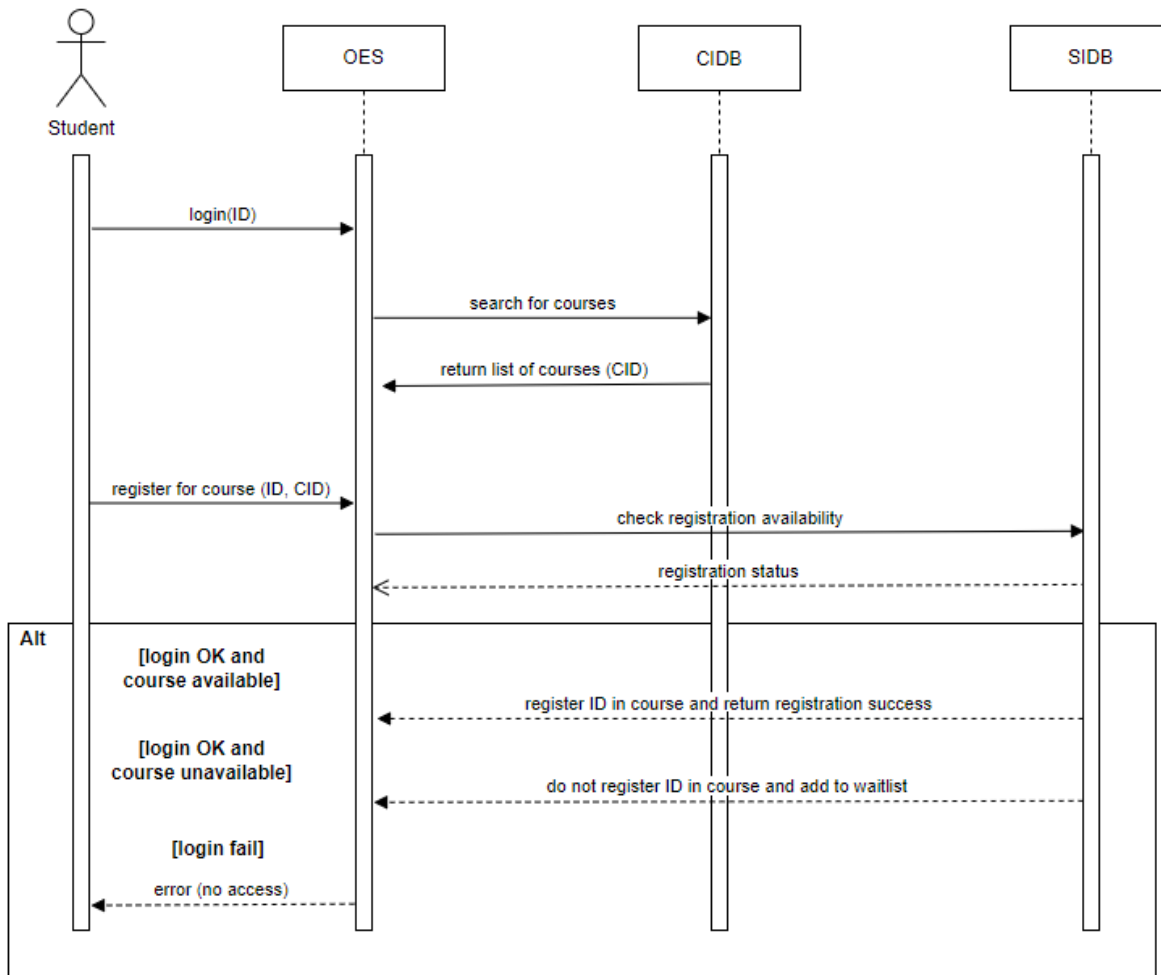 OES
CIDB
SIDB
Student
login(ID)
search for courses
return list of courses (CID)
register for course (ID, CID)
check registration availability
registration status
Alt
[login OK and
course available]
register ID in course and return registration success
[login OK and
course unavailable]
do not register ID in course and add to waitlist
[login fail]
error (no access)